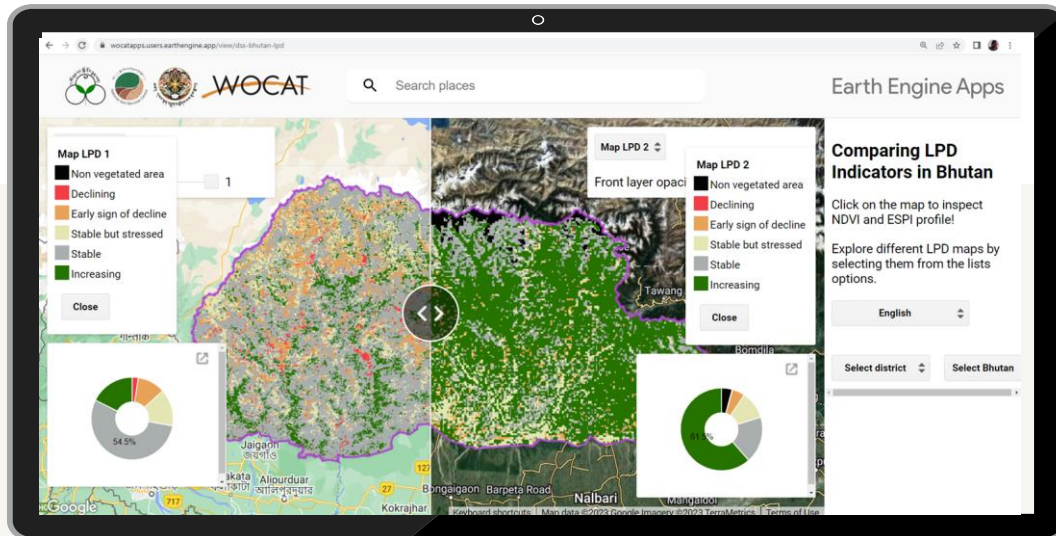 wocatapps.users.earthengine.app/view/dss-bhutan-lpd
WOCAT
Search places
Earth Engine Apps
Map LPD 1
Non vegetated area
Declining
Early sign of decline
Stable but stressed
Stable
Increasing
Close
1
54.5%
Map LPD 2
Front layer opaci
Map LPD 2
Non vegetated area
Declining
Early sign of decline
Stable but stressed
Stable
Increasing
Close
61.5%
Comparing LPD
Indicators in Bhutan
Click on the map to inspect
NDVI and ESPI profile!
Explore different LPD maps by
selecting them from the lists
options.
English
Select district
Select Bhutan
Tawang
Bomdila
Jaigaon
জয়গাঁও
Alipurduar
আলিপুরদুয়ার
127
27
717
Kokrajhar
Google
ongaigaon
Barpeta Road
Nalbari
Mangaldoi
Keyboard shortcuts
Map data ©2023 Google Imagery ©2023 TerraMetrics
Terms of Use